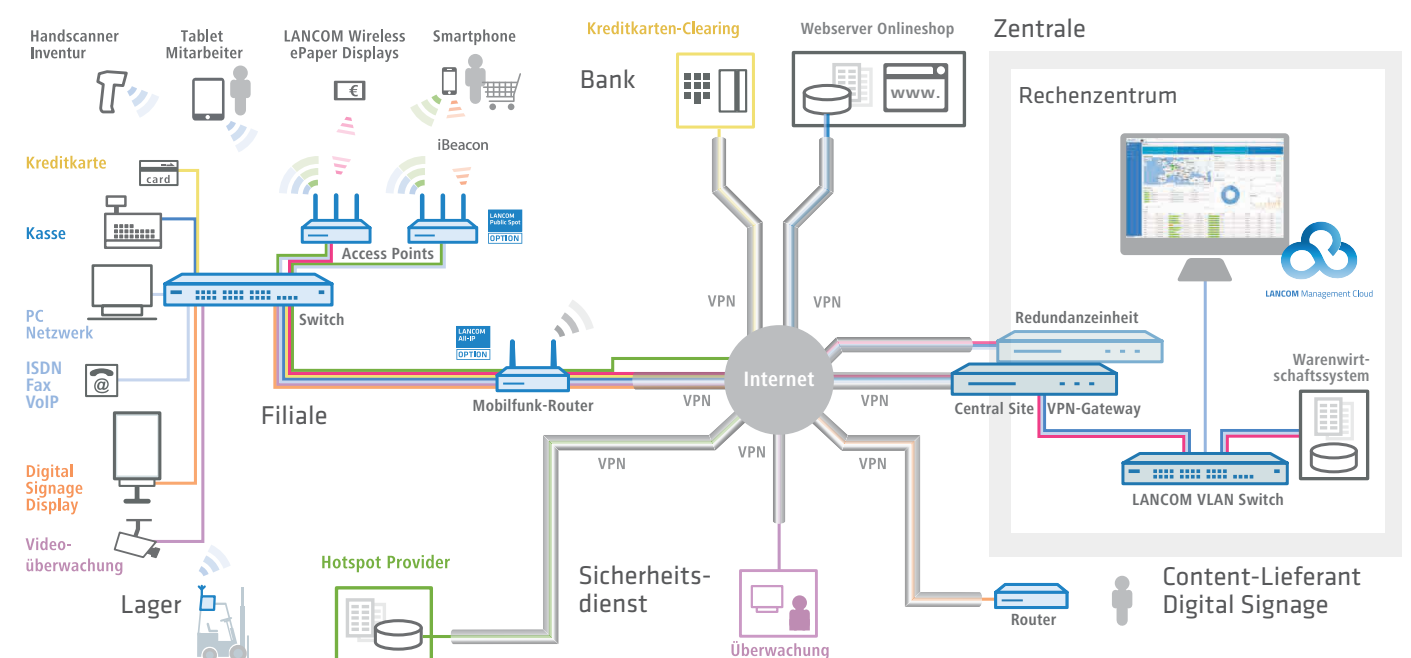 Handscanner
Inventur
Tablet
Mitarbeiter
LANCOM Wireless
ePaper Displays
€
Smartphone
iBeacon
Kreditkarte
card
Kasse
Access Points
LANCOM
Public Spot
OPTION
PC
Netzwerk
Switch
ISDN
Fax
VoIP
@
Filiale
LANCOM
All-IP
OPTION
Mobilfunk-Router
Digital
Signage
Display
Video-
überwachung
Lager
Hotspot Provider
Kreditkarten-Clearing
Bank
Webserver Onlineshop
www.
VPN
VPN
Internet
VPN
VPN
VPN
VPN
VPN
Sicherheits-
dienst
Überwachung
Zentrale
Rechenzentrum
LANCOM Management Cloud
Redundanzeinheit
Central Site VPN-Gateway
Warenwirt-
schaftssystem
LANCOM VLAN Switch
Router
Content-Lieferant
Digital Signage